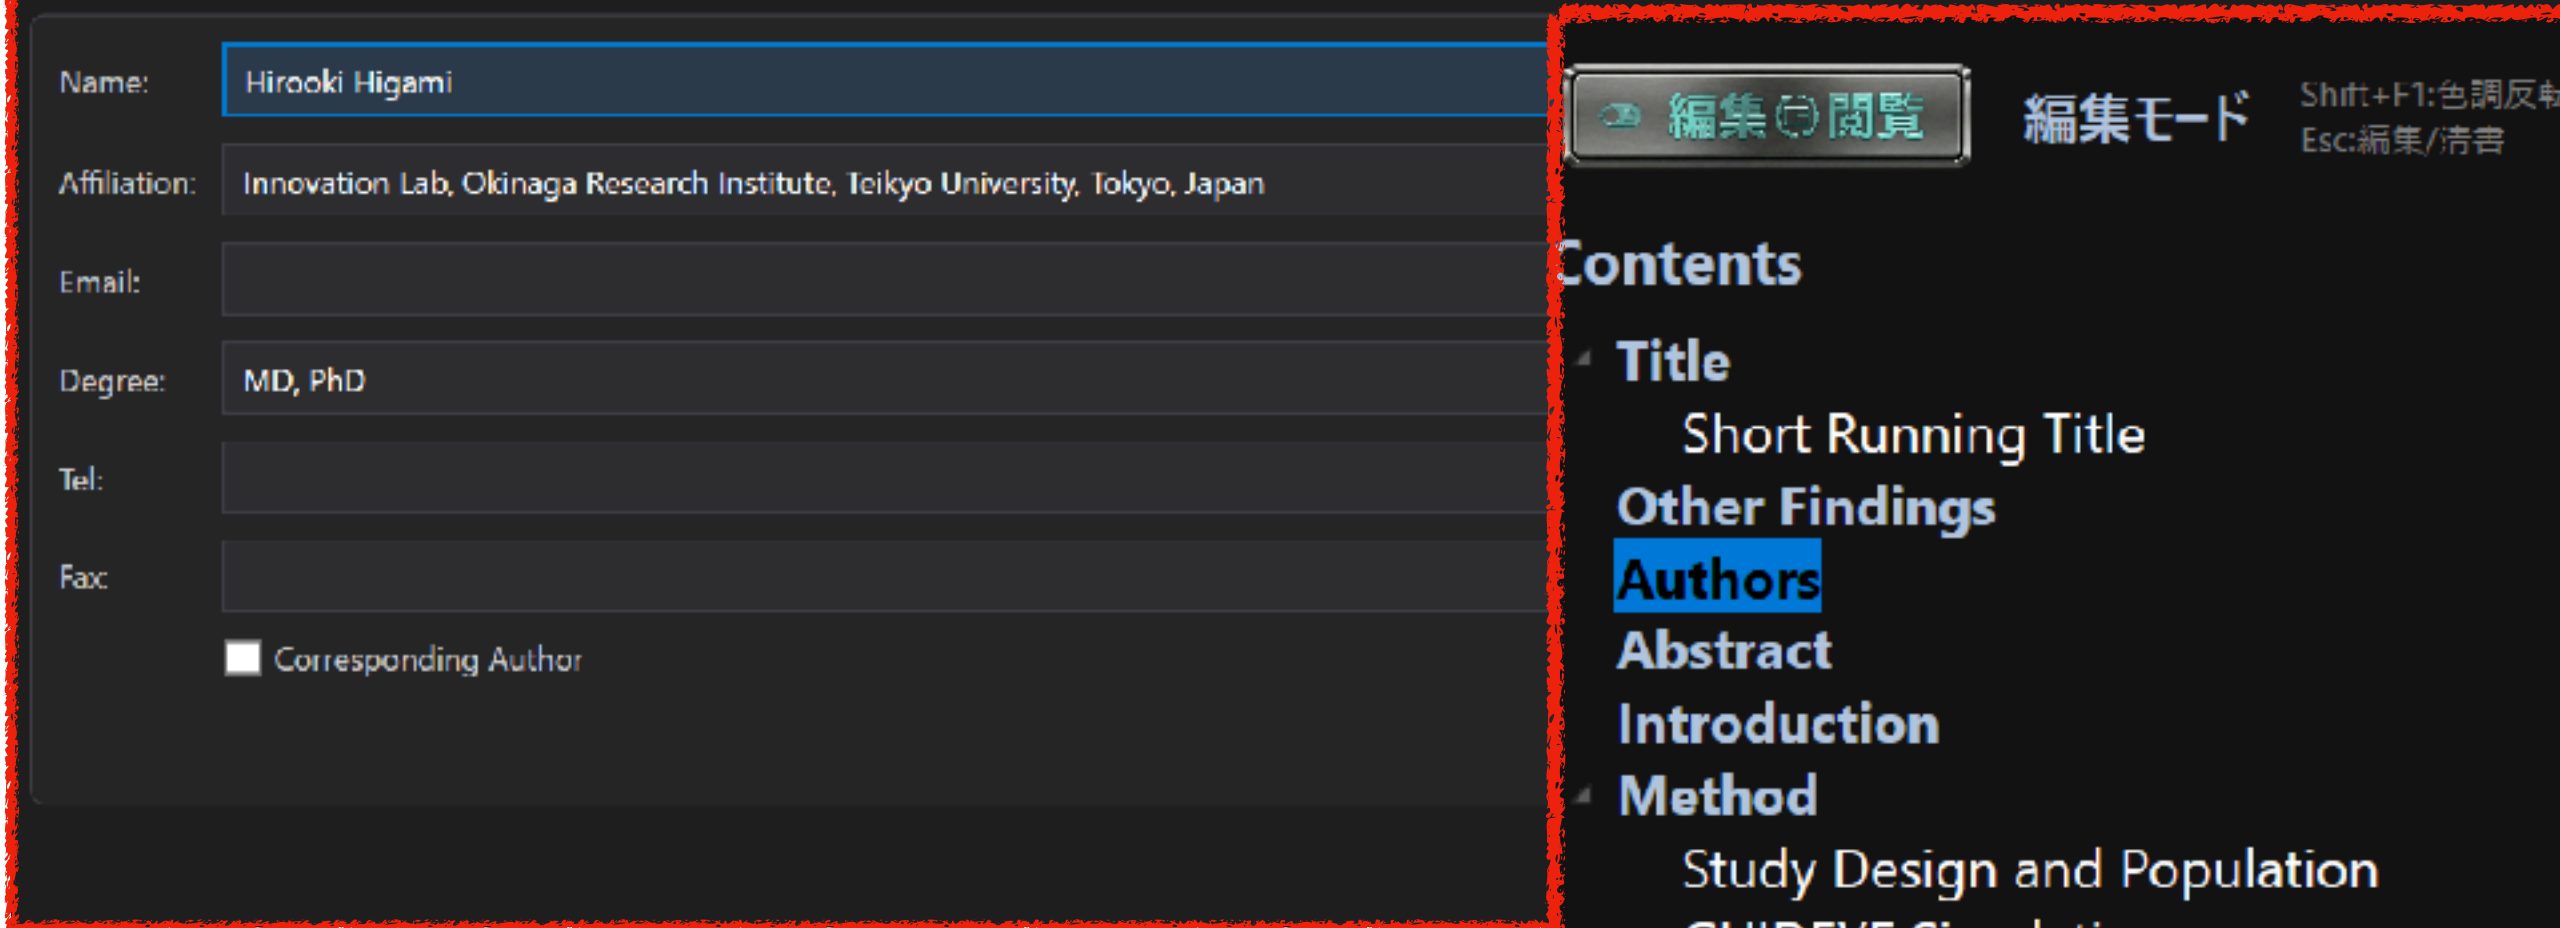 Name: Hirooki Higami
Affiliation: Innovation Lab, Okinaga Research Institute, Teikyo University, Tokyo, Japan
Email:
Degree: MD, PhD
Tel:
Fax:
Corresponding Author
編集 閲覧
編集モード
Shift+F1:色調反転
Esc:編集/清書
Contents
Title
Short Running Title
Other Findings
Authors
Abstract
Introduction
Method
Study Design and Population